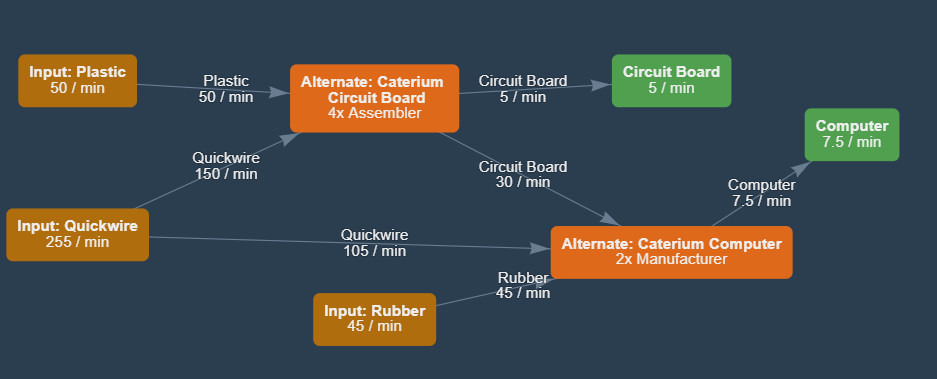 Input: Plastic
50 / min
Plastic
50 / min
Alternate: Caterium
Circuit Board
4x Assembler
Circuit Board
5 / min
Circuit Board
5 / min
Computer
7.5 / min
Quickwire
150 / min
Circuit Board
30 / min
Computer
7.5 / min
Input: Quickwire
255 / min
Quickwire
105 / min
Alternate: Caterium Computer
2x Manufacturer
Rubber
45 / min
Input: Rubber
45 / min